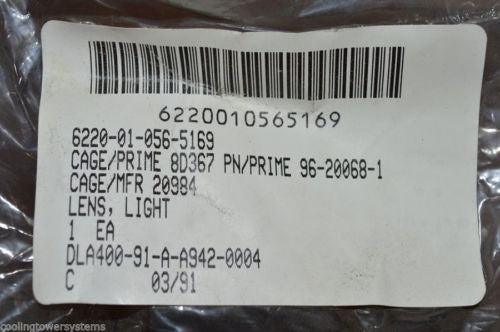 6220010565169
6220-01-056-5169
CAGE/PRIME 8D367 PN/PRIME 96-20068-1
CAGE/MFR 20984
LENS, LIGHT
1 EA
DLA400-91-A-A942-0004
C 03/91
coolingtowersystems